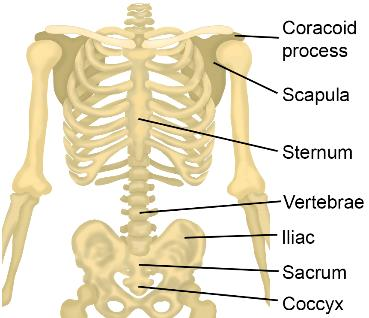 Coracoid
process
Scapula
Sternum
Vertebrae
Iliac
Sacrum
Coccyx